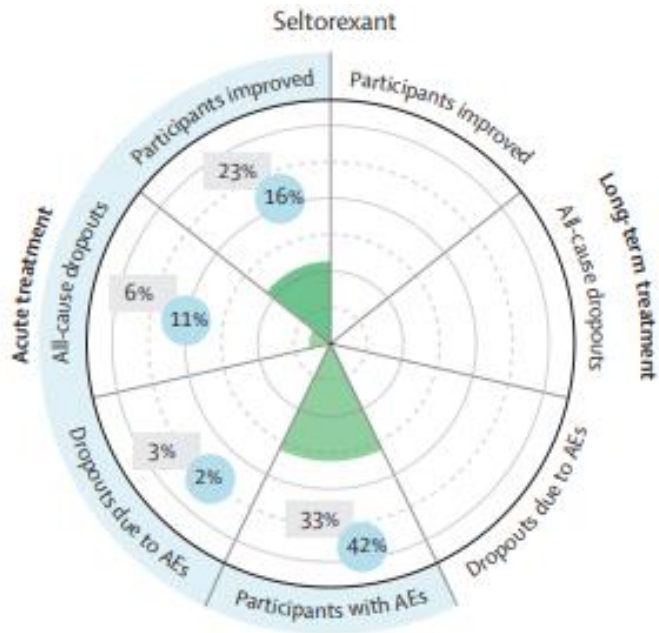 Seltorexant
Participants improved
Participants improved
23%
16%
Acute treatment
All-cause dropouts
6%
11%
Long-term treatment
All-cause dropouts
Dropouts due to AEs
3%
2%
33%
42%
Participants with AEs
Dropouts due to AEs